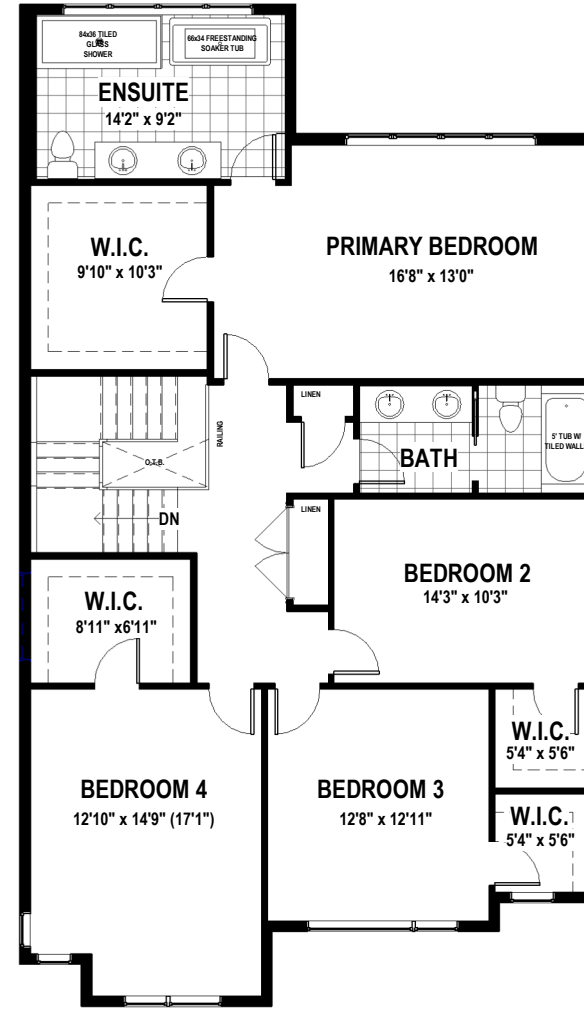 84x36 TILED
GLASS
SHOWER
66x34 FREESTANDING
SOAKER TUB
ENSUITE
14'2" x 9'2"
W.I.C.
9'10" x 10'3"
PRIMARY BEDROOM
16'8" x 13'0"
LINEN
RAILING
5' TUB W/
TILED WALL
BATH
O.T.B.
LINEN
DN
BEDROOM 2
14'3" x 10'3"
W.I.C.
8'11" x6'11"
W.I.C.
5'4" x 5'6"
BEDROOM 4
12'10" x 14'9" (17'1")
BEDROOM 3
12'8" x 12'11"
W.I.C.
5'4" x 5'6"